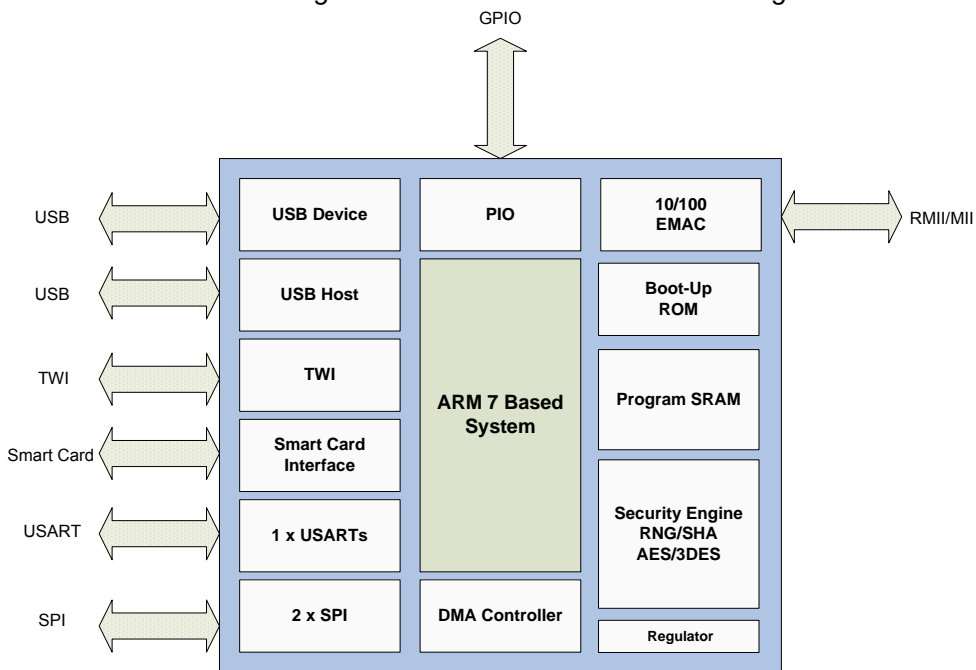 GPIO
USB
USB Device
PIO
10/100
EMAC
RMII/MII
USB
USB Host
Boot-Up
ROM
TWI
TWI
ARM 7 Based
System
Program SRAM
Smart Card
Smart Card
Interface
USART
1 x USARTs
Security Engine
RNG/SHA
AES/3DES
SPI
2 x SPI
DMA Controller
Regulator